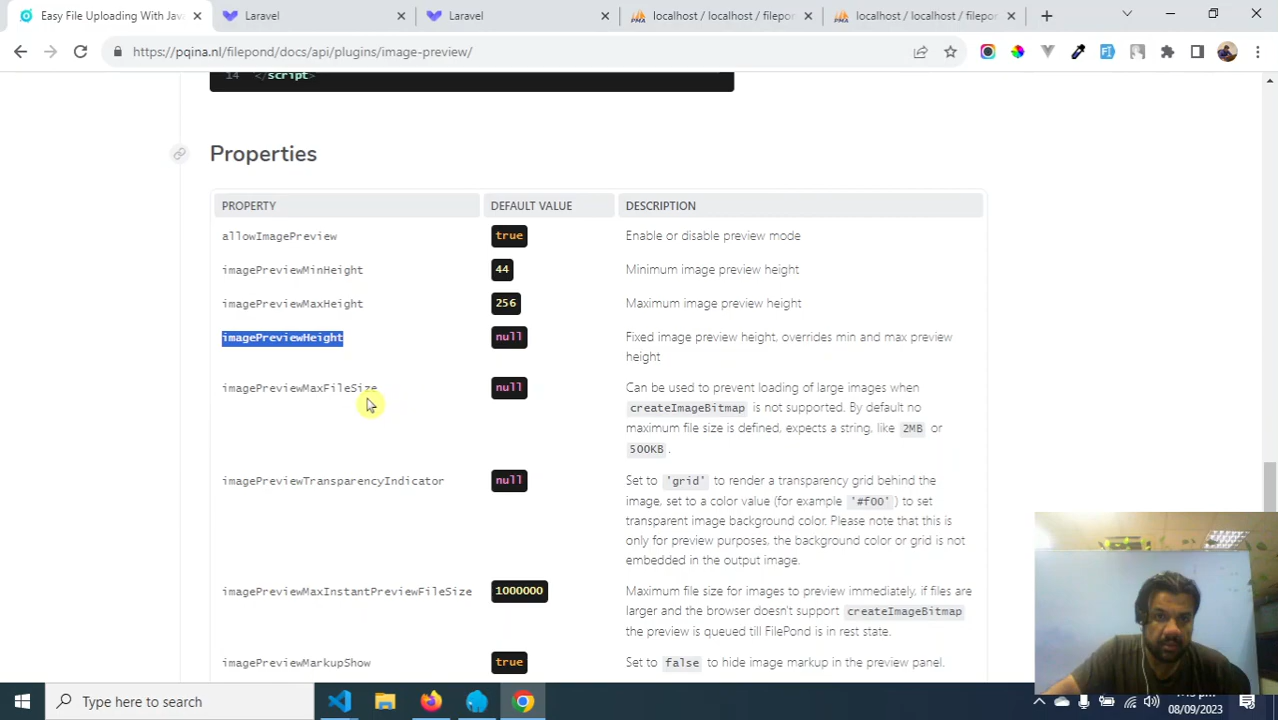 Easy File Uploading With Jav
Laravel
Laravel
localhost / localhost / filepon
localhost / localhost / filepon
https://pqina.nl/filepond/docs/api/plugins/image-preview/
14 </script>
Properties
PROPERTY DEFAULT VALUE DESCRIPTION
allowImagePreview true Enable or disable preview mode
imagePreviewMinHeight 44 Minimum image preview height
imagePreviewMaxHeight 256 Maximum image preview height
imagePreviewHeight null Fixed image preview height, overrides min and max preview
height
imagePreviewMaxFileSize null Can be used to prevent loading of large images when
createImageBitmap is not supported. By default no
maximum file size is defined, expects a string, like 2MB or
500KB .
imagePreviewTransparencyIndicator null Set to 'grid' to render a transparency grid behind the
image, set to a color value (for example '#f00' ) to set
transparent image background color. Please note that this is
only for preview purposes, the background color or grid is not
embedded in the output image.
imagePreviewMaxInstantPreviewFileSize 1000000 Maximum file size for images to preview immediately, if files are
larger and the browser doesn't support createImageBitmap
the preview is queued till FilePond is in rest state.
imagePreviewMarkupShow true Set to false to hide image markup in the preview panel.
Type here to search
08/09/2023